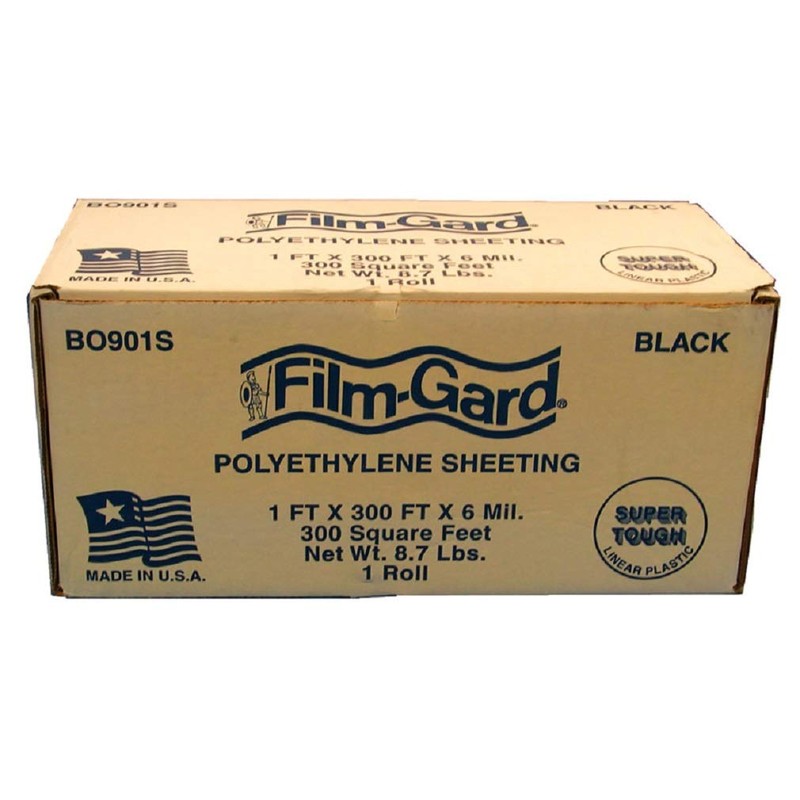 BO901S
BLACK
Film-Gard®
POLYETHYLENE SHEETING
1 FT X 300 FT X 6 Mil.
300 Square Feet
Net Wt. 8.7 Lbs.
1 Roll
MADE IN U.S.A.
SUPER
TOUGH
LINEAR PLASTIC
BO901S
BLACK
Film-Gard®
POLYETHYLENE SHEETING
1 FT X 300 FT X 6 Mil.
300 Square Feet
Net Wt. 8.7 Lbs.
1 Roll
MADE IN U.S.A.
SUPER
TOUGH
LINEAR PLASTIC